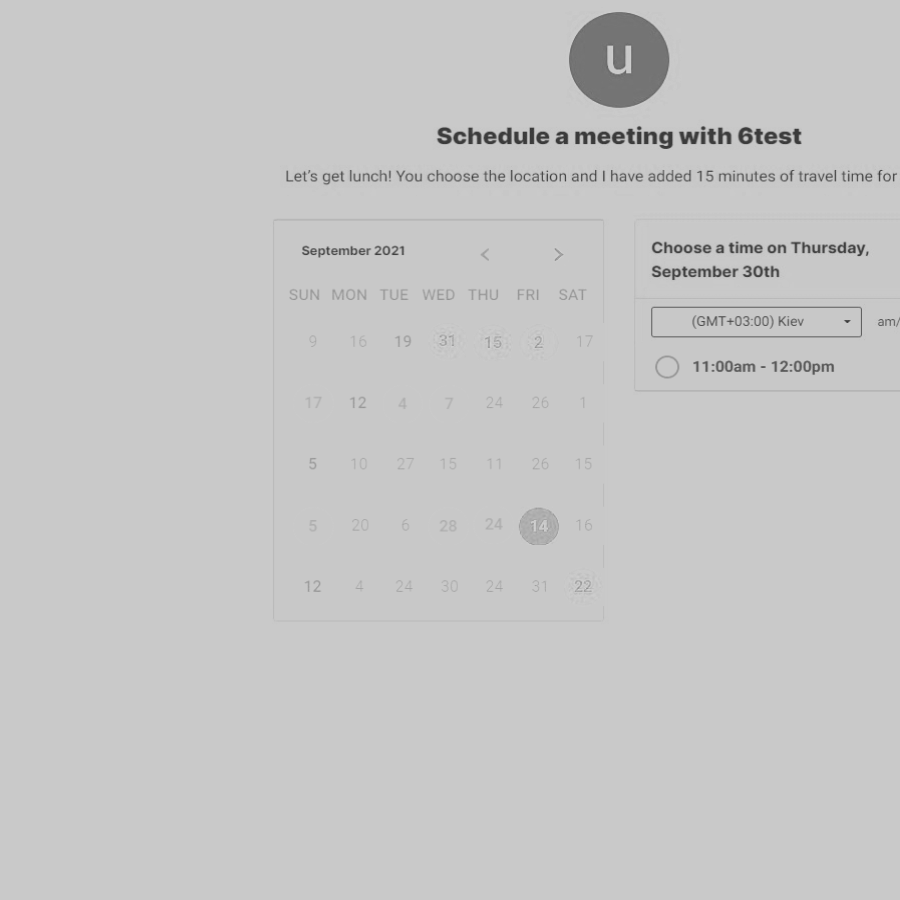 u
Schedule a meeting with 6test
Let's get lunch! You choose the location and I have added 15 minutes of travel time for
September 2021
SUN MON TUE WED THU FRI SAT
9 16 19 31 15 2 17
17 12 4 7 24 26 1
5 10 27 15 11 26 15
5 20 6 28 24 14 16
12 4 24 30 24 31 22
Choose a time on Thursday,
September 30th
(GMT+03:00) Kiev am/
11:00am - 12:00pm